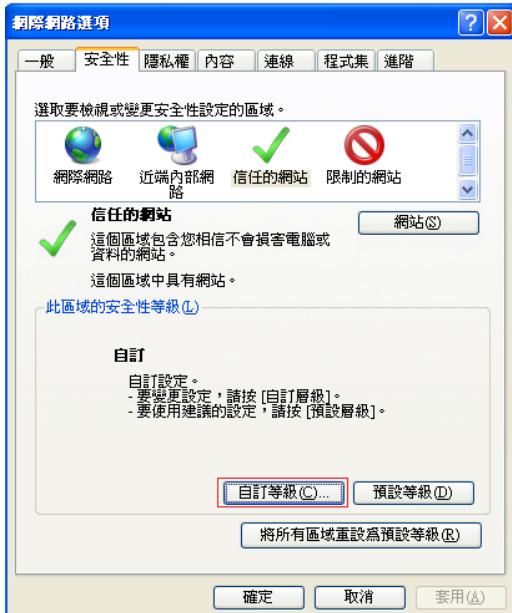 網際網路選項
一般 安全性 隱私權 內容 連線 程式集 進階
選取要檢視或變更安全性設定的區域。
網際網路 近端內部網路 信任的網站 限制的網站
信任的網站
網站(S)
這個區域包含您相信不會損害電腦或
資料的網站。
這個區域中具有網站。
此區域的安全性等級(L)
自訂
自訂設定。
- 要變更設定，請按 [自訂層級]。
- 要使用建議的設定，請按 [預設層級]。
自訂等級(C)... 預設等級(D)
將所有區域重設為預設等級(R)
確定 取消 套用(A)